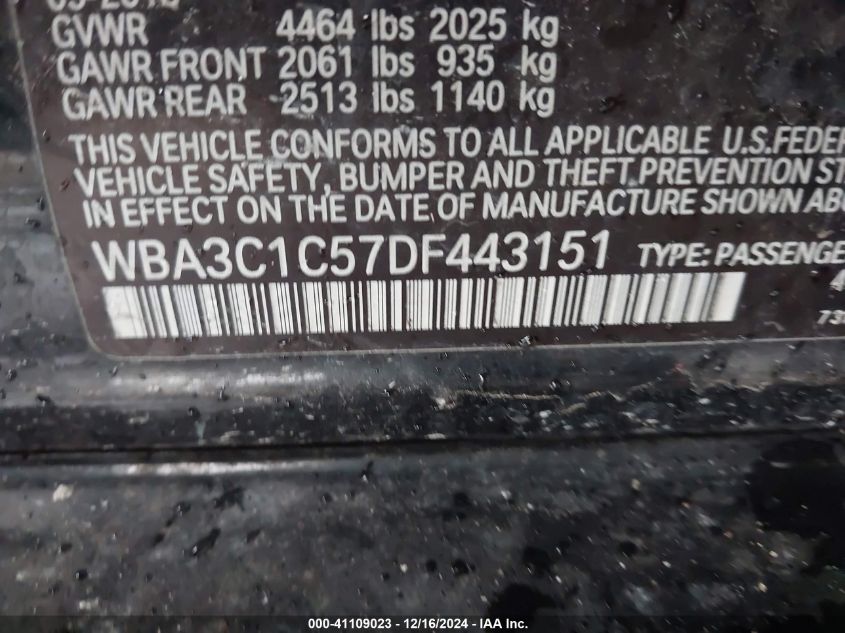 GVWR 4464 lbs 2025 kg
GAWR FRONT 2061 lbs 935 kg
GAWR REAR 2513 lbs 1140 kg
THIS VEHICLE CONFORMS TO ALL APPLICABLE U.S.FEDER
VEHICLE SAFETY, BUMPER AND THEFT PREVENTION ST
IN EFFECT ON THE DATE OF MANUFACTURE SHOWN ABO
WBA3C1C57DF443151 TYPE: PASSENGE
000-41109023 - 12/16/2024 - IAA Inc.